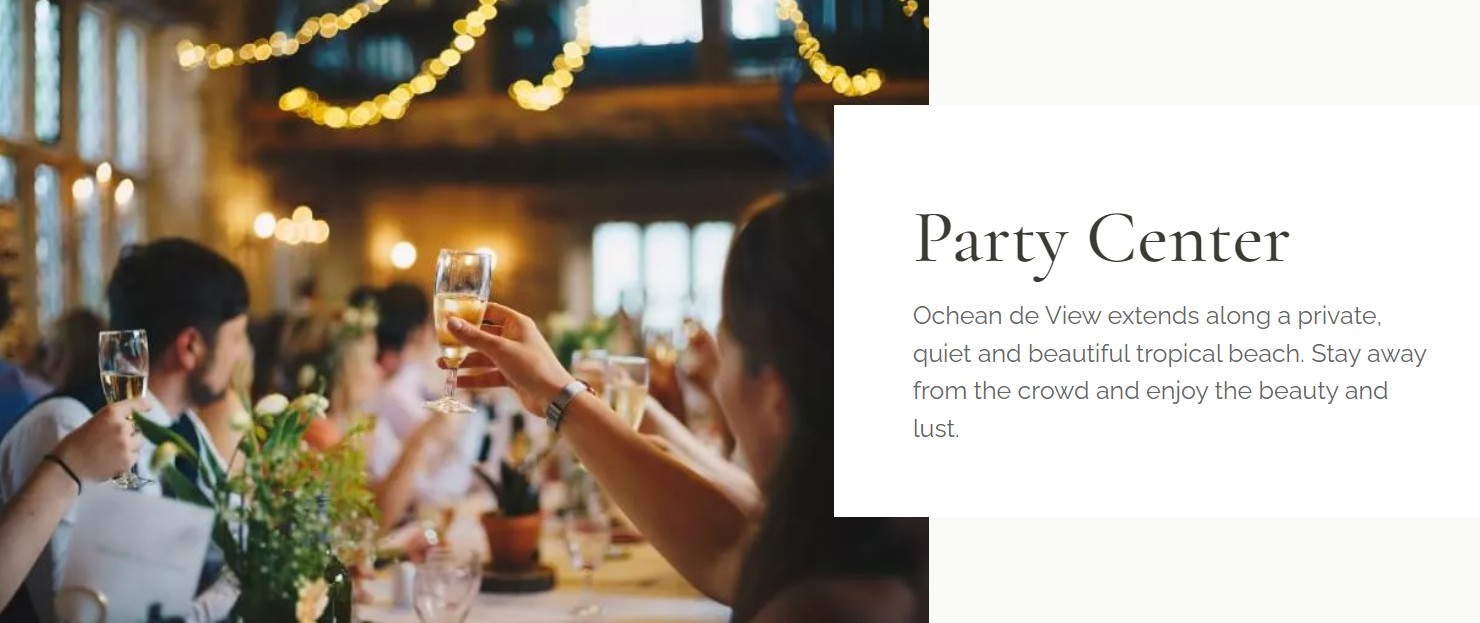 Party Center
Ochean de View extends along a private,
quiet and beautiful tropical beach. Stay away
from the crowd and enjoy the beauty and
lust.